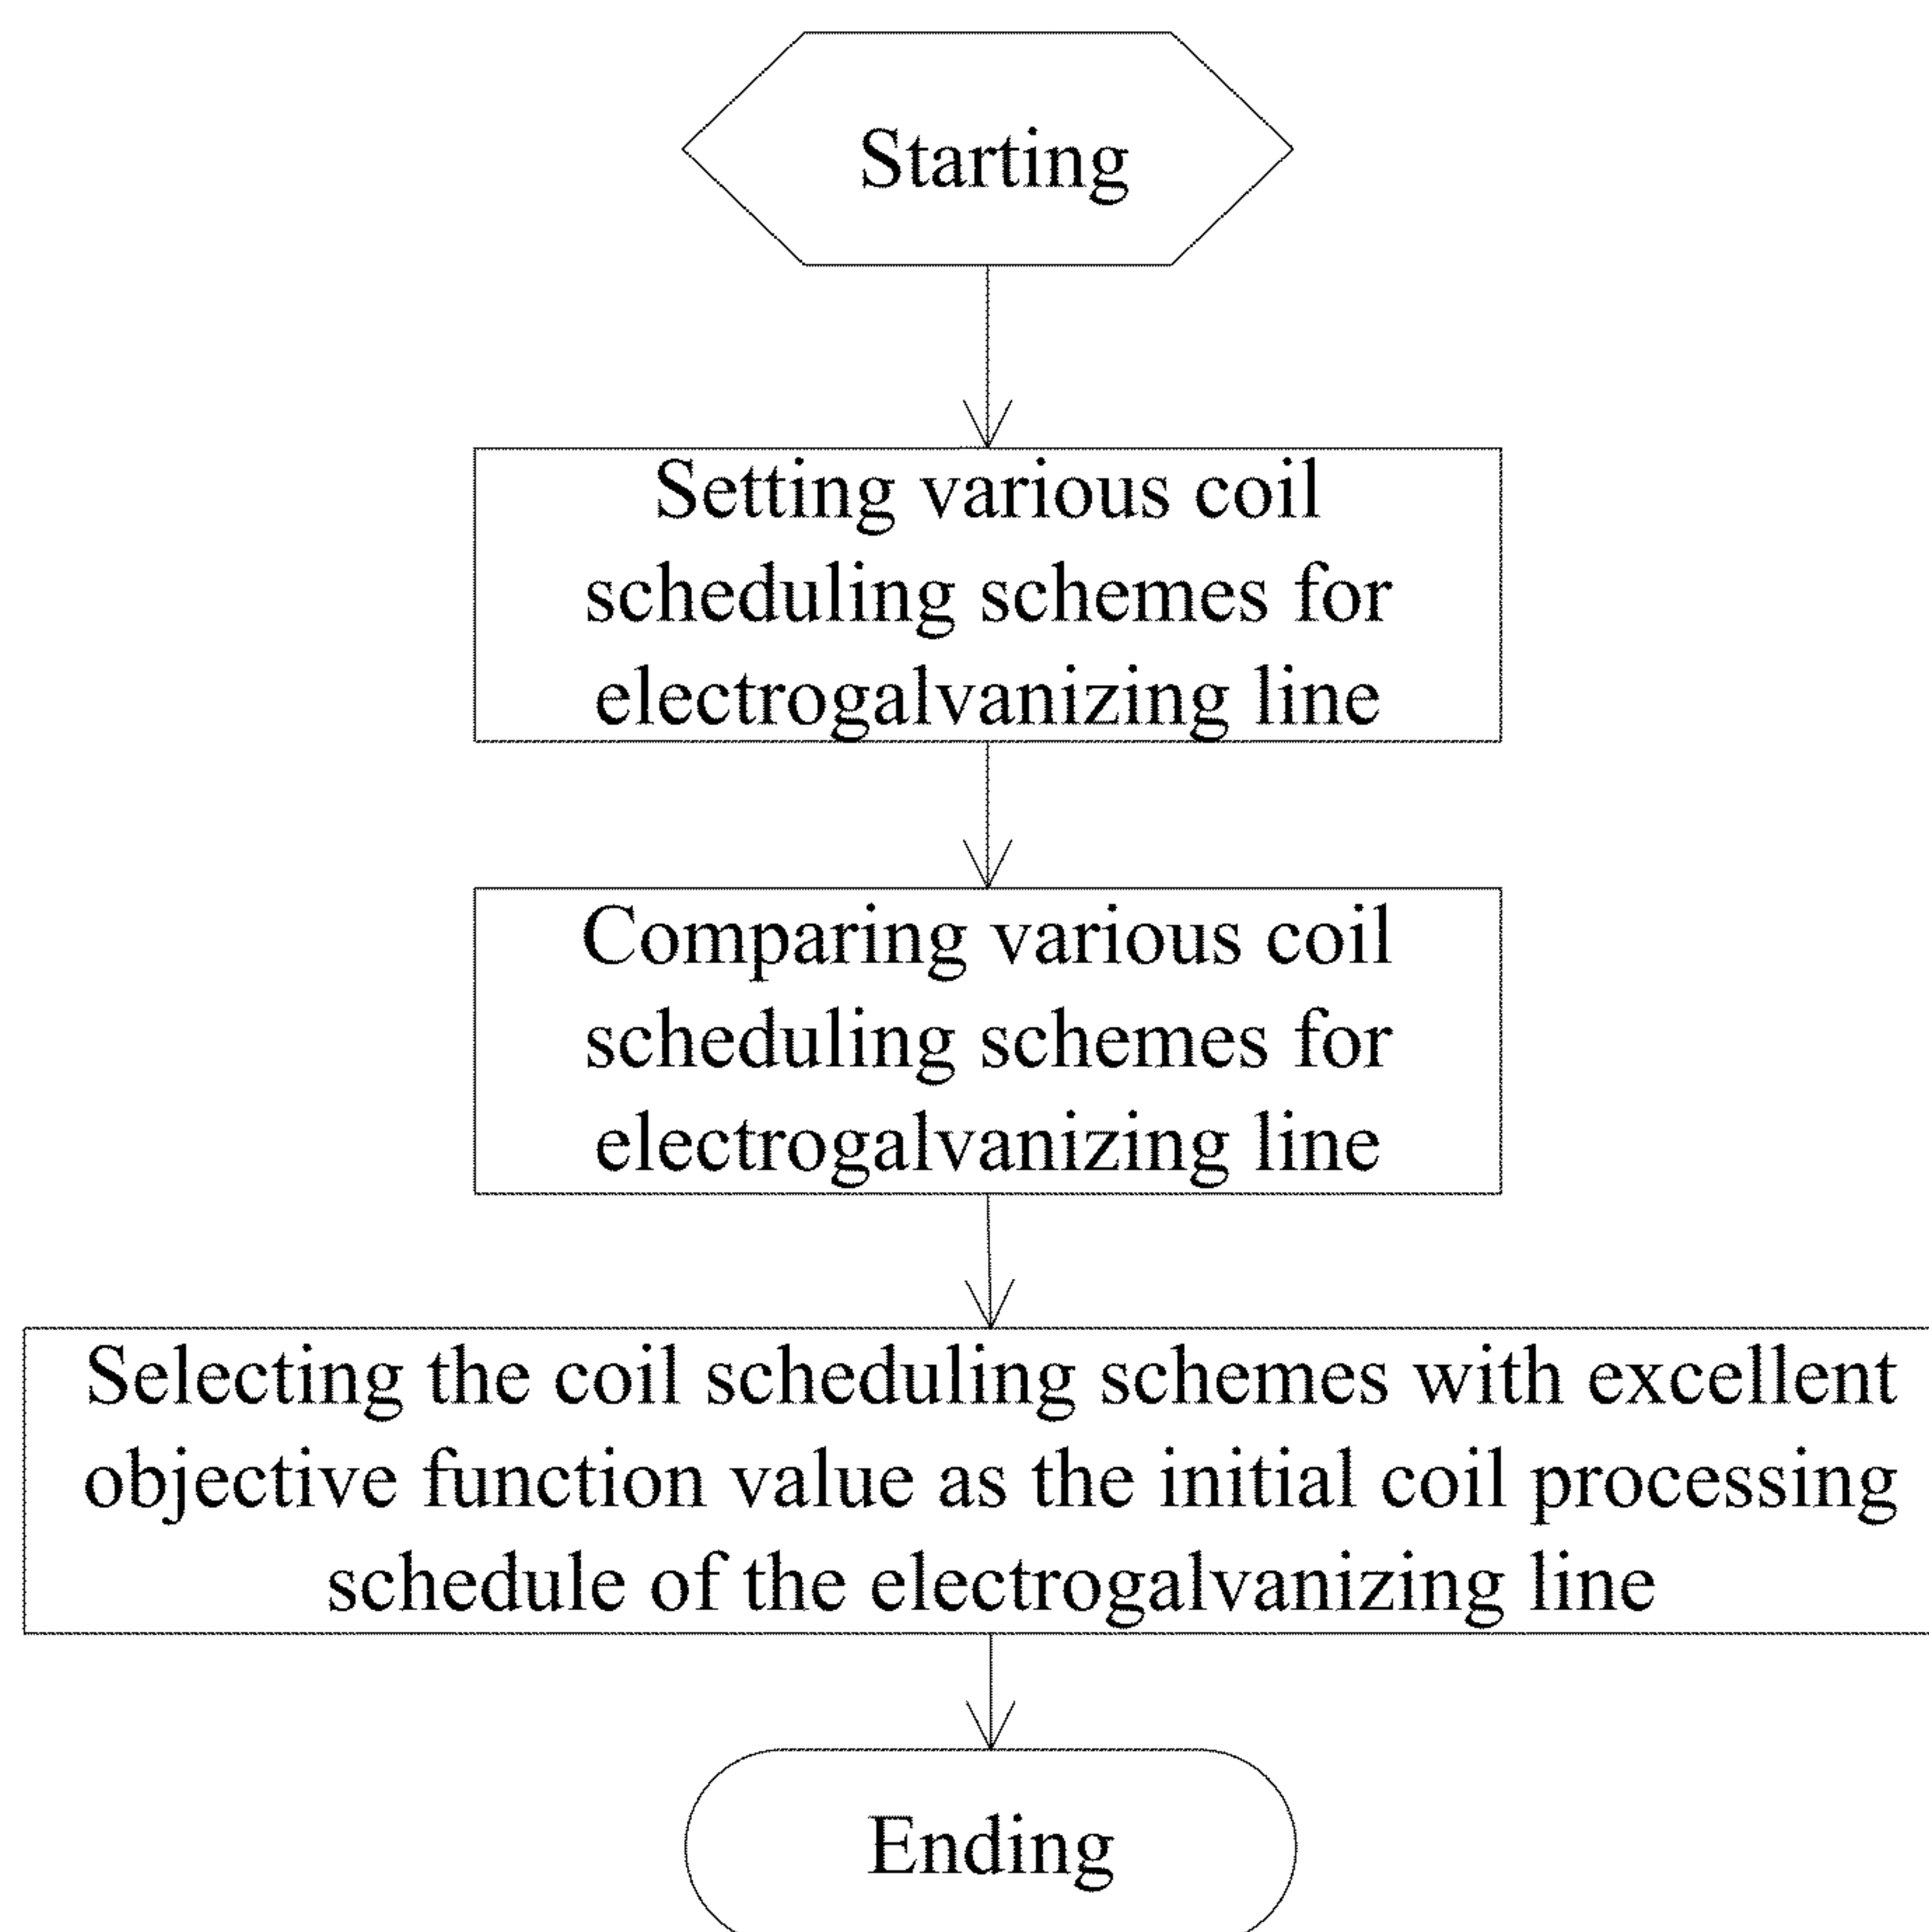 Starting
Setting various coil
scheduling schemes for
electrogalvanizing line
Comparing various coil
scheduling schemes for
electrogalvanizing line
Selecting the coil scheduling schemes with excellent
objective function value as the initial coil processing
schedule of the electrogalvanizing line
Ending